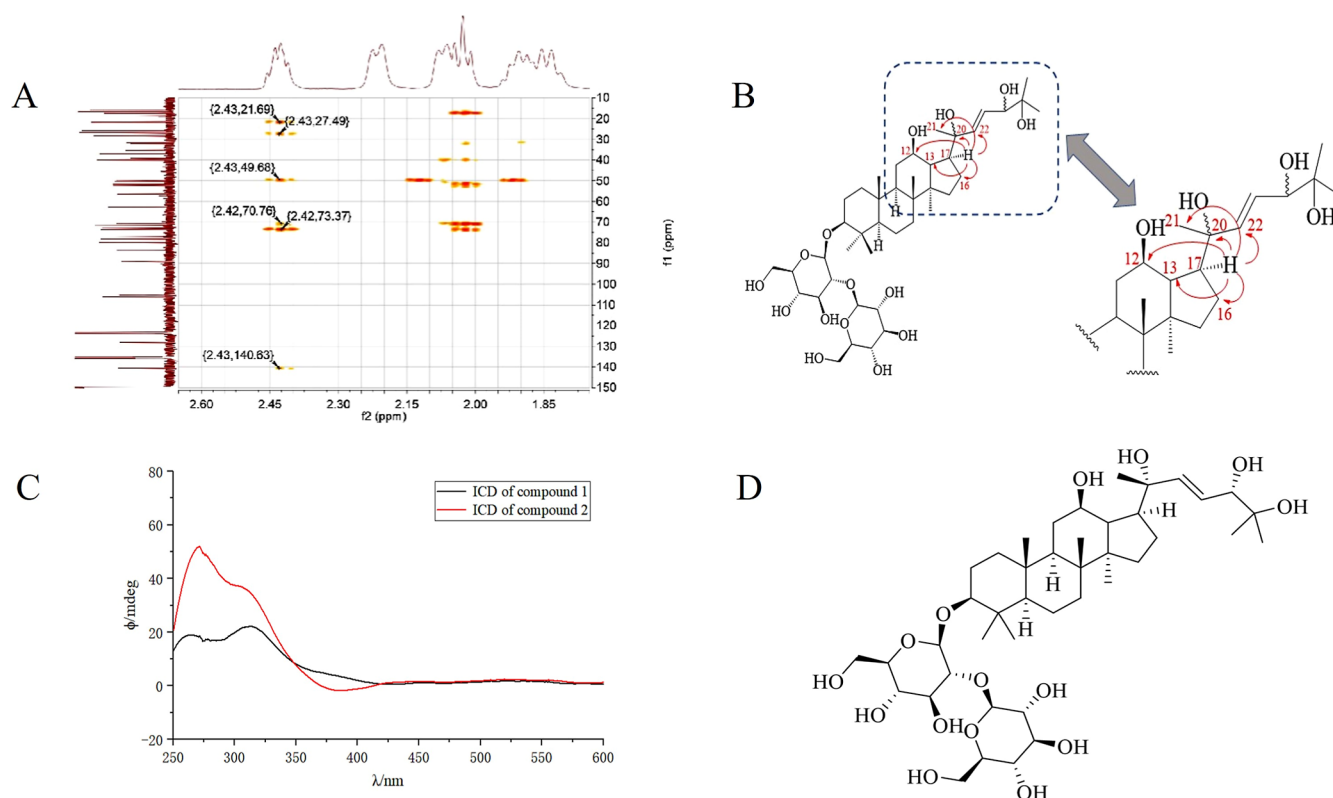 A
{2.43,21.69}
{2.43,27.49}
{2.43,49.68}
{2.42,70.76}
{2.42,73.37}
{2.43,140.63}
10
20
30
40
50
60
70
80
90
100
110
120
130
140
150
f1 (ppm)
2.60 2.45 2.30 2.15 2.00 1.85
f2 (ppm)
B
OH
OH
OH
OH
21
20
22
12
13
17
H
16
H
H
O
O
HO
O
HO
OH
OH
O
OH
HO
OH
OH
HO
OH
OH
21
20
22
12
13
17
H
16
C
80
60
40
20
0
-20
ϕ/mdeg
ICD of compound 1
ICD of compound 2
250 300 350 400 450 500 550 600
λ/nm
D
HO
OH
OH
OH
H
H
H
O
O
HO
O
HO
OH
OH
O
OH
HO
OH